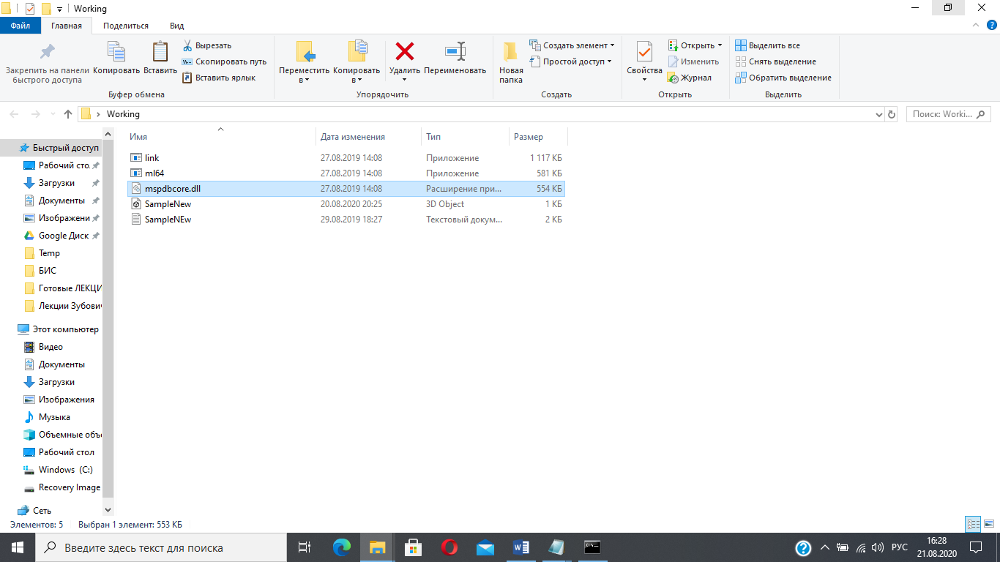 Working
Файл Главная Поделиться Вид
Закрепить на панели быстрого доступа
Копировать
Вставить
Вырезать
Скопировать путь
Вставить ярлык
Буфер обмена
Переместить в
Копировать в
Удалить
Переименовать
Упорядочить
Новая папка
Создать элемент
Простой доступ
Создать
Свойства
Открыть
Изменить
Журнал
Открыть
Выделить все
Снять выделение
Обратить выделение
Выделить
Working
Поиск: Worki...
Быстрый доступ
Рабочий сто.
Загрузки
Документы
Изображени
Google Диск
Temp
БИС
Готовые ЛЕКЦИ
Лекции Зубови
Этот компьютер
Видео
Документы
Загрузки
Изображения
Музыка
Объемные объ
Рабочий стол
Windows (C:)
Recovery Image
Сеть
Имя Дата изменения Тип Размер
link 27.08.2019 14:08 Приложение 1 117 КБ
ml64 27.08.2019 14:08 Приложение 581 КБ
mspdbcore.dll 27.08.2019 14:08 Расширение при... 554 КБ
SampleNew 20.08.2020 20:25 3D Object 1 КБ
SampleNEw 29.08.2019 18:27 Текстовый докум... 2 КБ
Элементов: 5 Выбран 1 элемент: 553 КБ
Введите здесь текст для поиска
РУС
16:28
21.08.2020